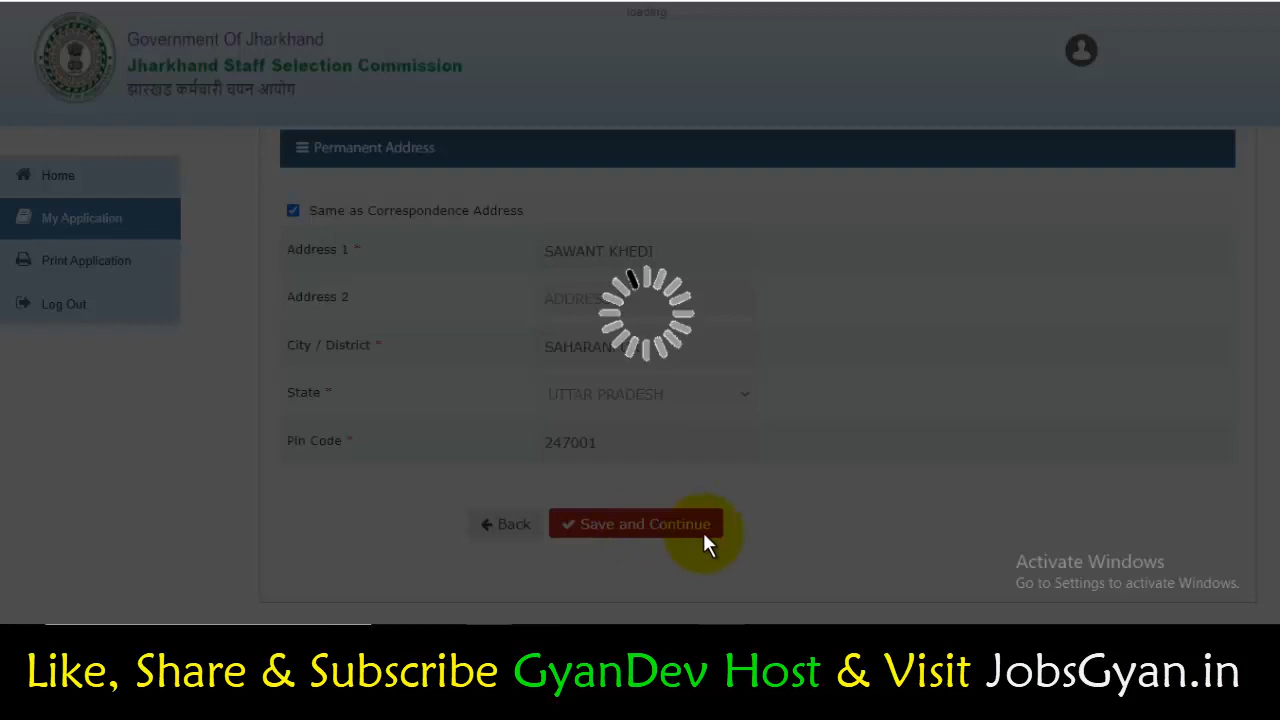 loading
Government Of Jharkhand
Jharkhand Staff Selection Commission
झारखंड कर्मचारी चयन आयोग
Permanent Address
Home
My Application
Print Application
Log Out
Same as Correspondence Address
Address 1 * SAWANT KHEDI
Address 2
City / District *
State * UTTAR PRADESH
Pin Code * 247001
Back Save and Continue
Activate Windows
Go to Settings to activate Windows.
Like, Share & Subscribe GyanDev Host & Visit JobsGyan.in